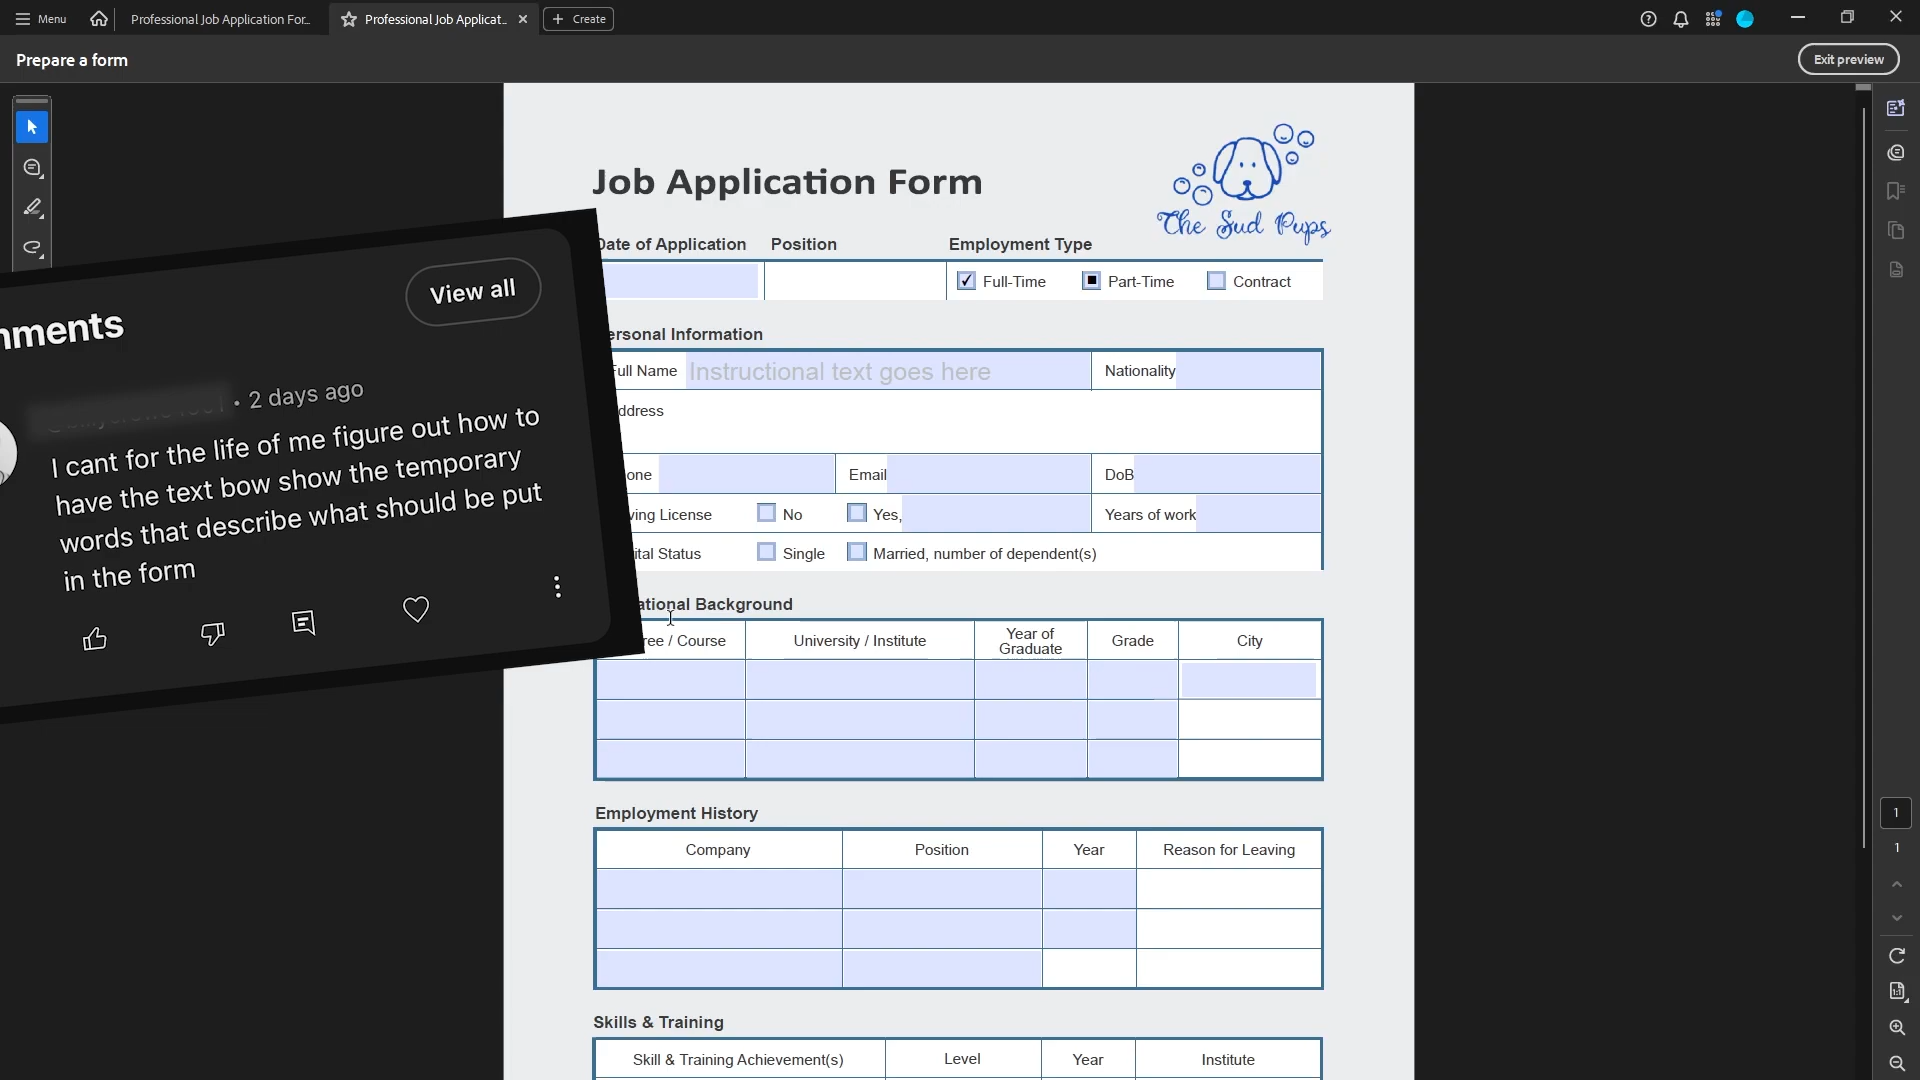 Menu
Professional Job Application For...
Professional Job Applicat...
Create
Prepare a form
Exit preview
Job Application Form
The Sud Pups
Date of Application Position Employment Type
Full-Time Part-Time Contract
Personal Information
Full Name Instructional text goes here Nationality
ddress
one Email DoB
ving License No Yes, Years of work
ital Status Single Married, number of dependent(s)
ational Background
ree / Course University / Institute Year of Graduate Grade City
Employment History
Company Position Year Reason for Leaving
Skills & Training
Skill & Training Achievement(s) Level Year Institute
View all
mments
• 2 days ago
I cant for the life of me figure out how to
have the text bow show the temporary
words that describe what should be put
in the form
1
1
1:1